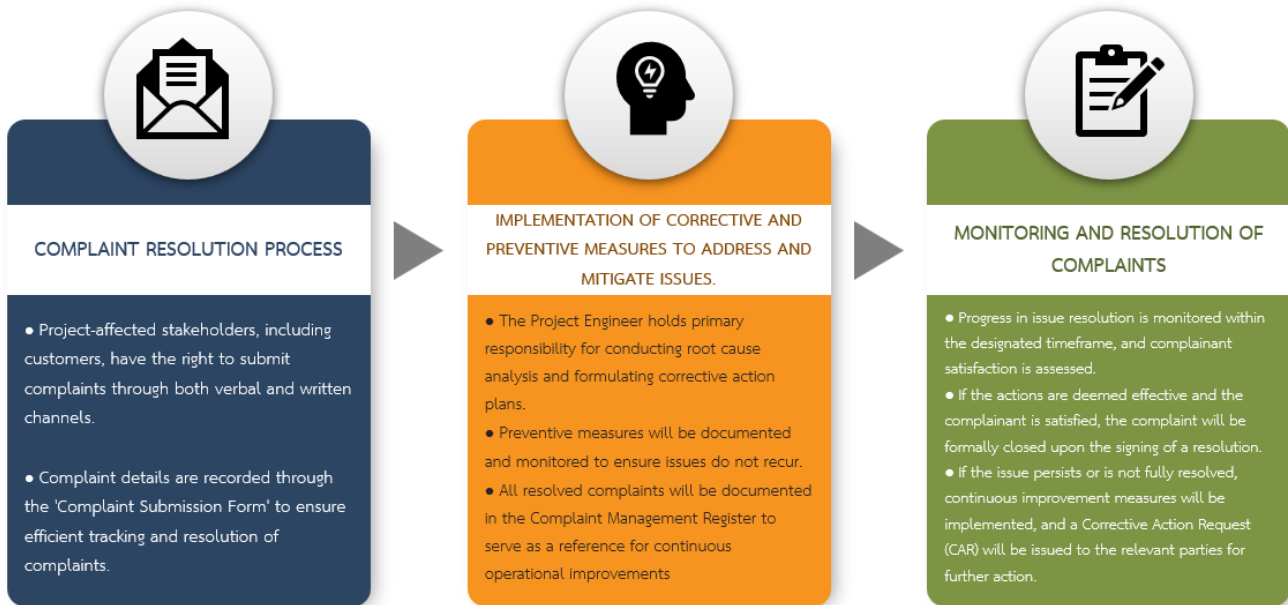 COMPLAINT RESOLUTION PROCESS
● Project-affected stakeholders, including
customers, have the right to submit
complaints through both verbal and written
channels.
● Complaint details are recorded through
the 'Complaint Submission Form' to ensure
efficient tracking and resolution of
complaints.
IMPLEMENTATION OF CORRECTIVE AND
PREVENTIVE MEASURES TO ADDRESS AND
MITIGATE ISSUES.
● The Project Engineer holds primary
responsibility for conducting root cause
analysis and formulating corrective action
plans.
● Preventive measures will be documented
and monitored to ensure issues do not recur.
● All resolved complaints will be documented
in the Complaint Management Register to
serve as a reference for continuous
operational improvements
MONITORING AND RESOLUTION OF
COMPLAINTS
● Progress in issue resolution is monitored within
the designated timeframe, and complainant
satisfaction is assessed.
● If the actions are deemed effective and the
complainant is satisfied, the complaint will be
formally closed upon the signing of a resolution.
● If the issue persists or is not fully resolved,
continuous improvement measures will be
implemented, and a Corrective Action Request
(CAR) will be issued to the relevant parties for
further action.